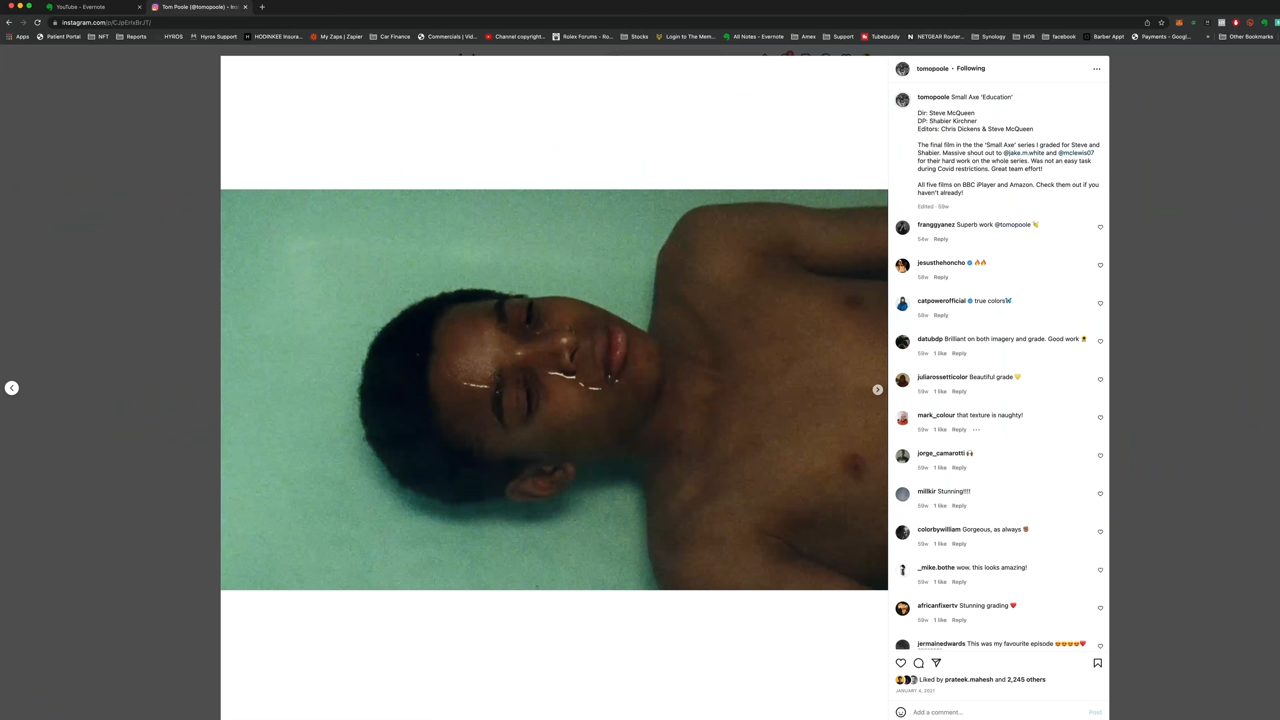 YouTube - Evernote
Tom Poole (@tomopoole) • Ins
instagram.com/p/CJpErIxBrJT/
Apps
Patient Portal
NFT
Reports
HYROS
Hyros Support
HODINKEE Insura...
My Zaps | Zapier
Car Finance
Commercials | Vid...
Channel copyright...
Rolex Forums - Ro...
Stocks
Login to The Mem...
All Notes - Evernote
Amex
Support
Tubebuddy
NETGEAR Router...
Synology
HDR
facebook
Barber Appt
Payments - Googl...
Other Bookmarks
tomopoole • Following
tomopoole Small Axe 'Education'
Dir: Steve McQueen
DP: Shabier Kirchner
Editors: Chris Dickens & Steve McQueen
The final film in the the 'Small Axe' series I graded for Steve and
Shabier. Massive shout out to @jake.m.white and @mclewis07
for their hard work on the whole series. Was not an easy task
during Covid restrictions. Great team effort!
All five films on BBC iPlayer and Amazon. Check them out if you
haven't already!
Edited · 59w
franggyanez Superb work @tomopoole 👏
54w Reply
jesusthehoncho 🔥🔥
58w Reply
catpowerofficial true colors🦋
58w Reply
datubdp Brilliant on both imagery and grade. Good work
59w 1 like Reply
juliarossetticolor Beautiful grade 💛
59w 1 like Reply
mark_colour that texture is naughty!
59w 1 like Reply ...
jorge_camarotti 🙌🏻
59w 1 like Reply
millkir Stunning!!!!
59w 1 like Reply
colorbywilliam Gorgeous, as always
59w 1 like Reply
_mike.bothe wow. this looks amazing!
59w 1 like Reply
africanfixertv Stunning grading ❤️
59w 1 like Reply
jermainedwards This was my favourite episode 😍😍😍😍❤️
Liked by prateek.mahesh and 2,245 others
JANUARY 4, 2021
Add a comment...
Post